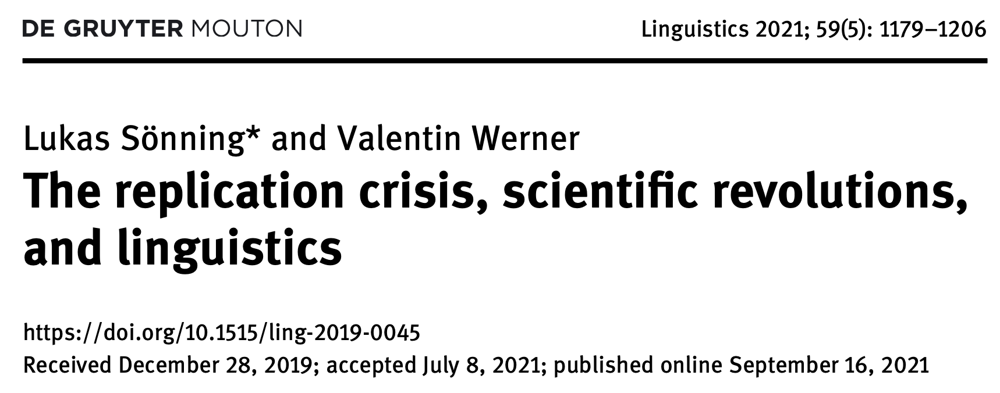 DE GRUYTER MOUTON
Linguistics 2021; 59(5): 1179–1206
Lukas Sönning* and Valentin Werner
The replication crisis, scientific revolutions,
and linguistics
https://doi.org/10.1515/ling-2019-0045
Received December 28, 2019; accepted July 8, 2021; published online September 16, 2021